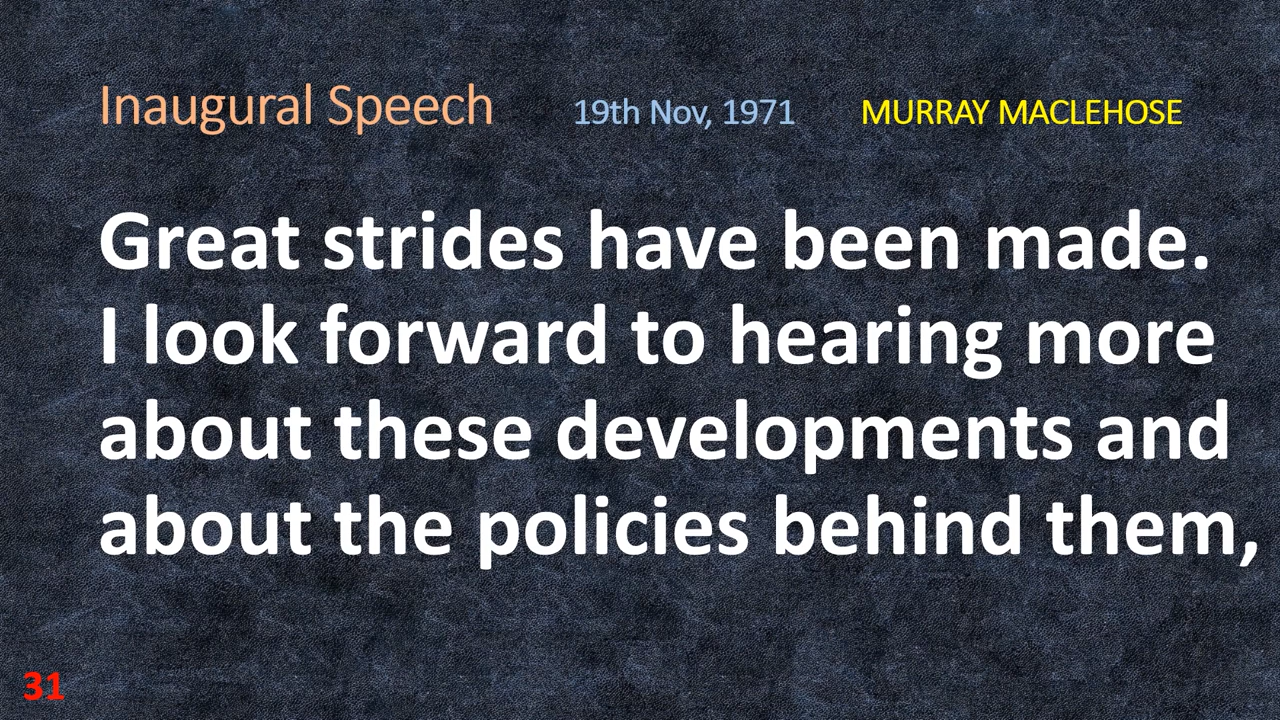 Inaugural Speech 19th Nov, 1971 MURRAY MACLEHOSE
Great strides have been made.
I look forward to hearing more
about these developments and
about the policies behind them,
31